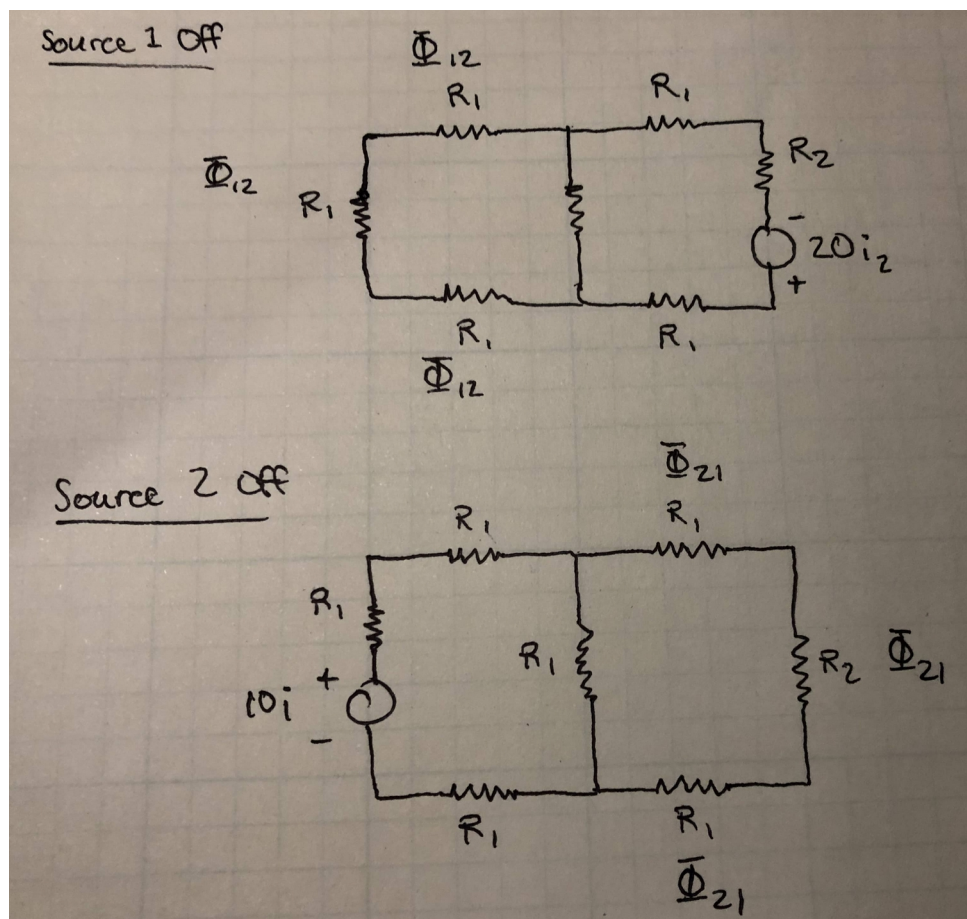 Source 1 Off
Φ12
R1
R1
Φ12
R1
R2
-
20i2
+
R1
R1
Φ12
Source 2 Off
Φ21
R1
R1
R1
R1
R2
Φ21
+
10i
-
R1
R1
Φ21